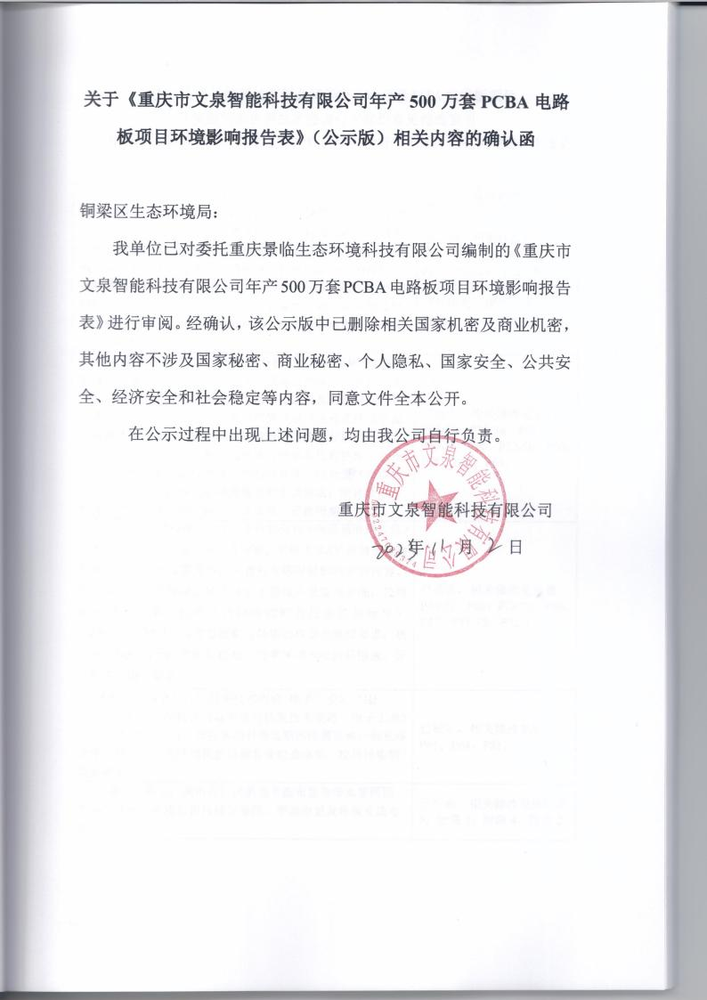 关于《重庆市文泉智能科技有限公司年产 500 万套 PCBA 电路
板项目环境影响报告表》（公示版）相关内容的确认函
铜梁区生态环境局：
我单位已对委托重庆景临生态环境科技有限公司编制的《重庆市
文泉智能科技有限公司年产500万套PCBA电路板项目环境影响报告
表》进行审阅。经确认，该公示版中已删除相关国家机密及商业机密，
其他内容不涉及国家秘密、商业秘密、个人隐私、国家安全、公共安
全、经济安全和社会稳定等内容，同意文件全本公开。
在公示过程中出现上述问题，均由我公司自行负责。
重庆市文泉智能科技有限公司
重庆市文泉智能科技有限公司
2023年11月2日